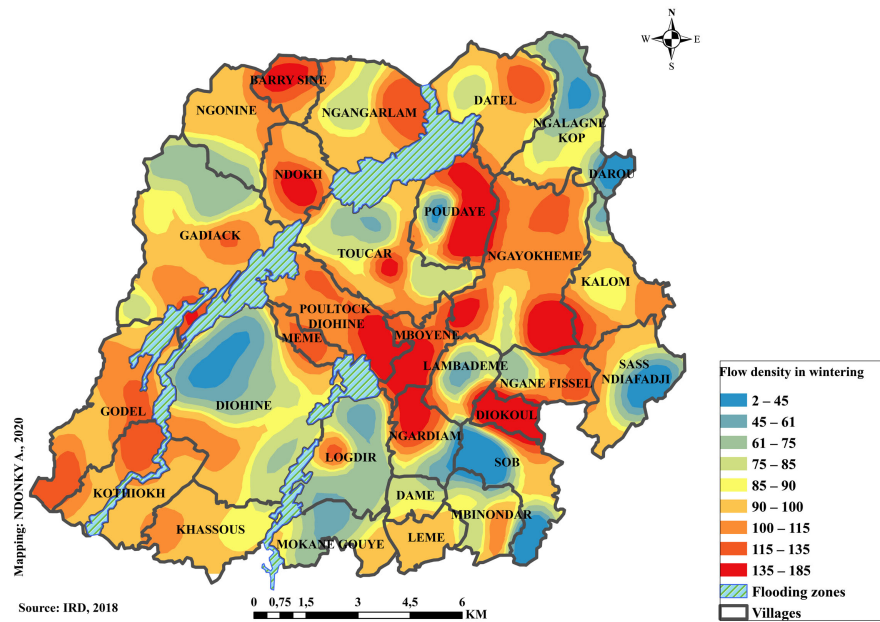 N
W E
S
BARRY SINE
NGONINE
NGANGARLAM
DATEL
NGALAGNE
KOP
NDOKH
DAROU
POUDAYE
GADIACK
TOUCAR
NGAYOKHEME
KALOM
POULTOCK
DIOHINE
MBOYENE
MEME
LAMBADEME
SASS
NDIAFADJI
NGANE FISSEL
DIOHINE
GODEL
DIOKOUL
NGARDIAM
LOGDIR
SOB
KOTHIOKH
DAME
MBINONDAR
KHASSOUS
MOKANE GOUYE
LEME
Flow density in wintering
2 – 45
45 – 61
61 – 75
75 – 85
85 – 90
90 – 100
100 – 115
115 – 135
135 – 185
Flooding zones
Villages
Mapping: NDONKY A., 2020
Source: IRD, 2018
0 0,75 1,5 3 4,5 6
KM